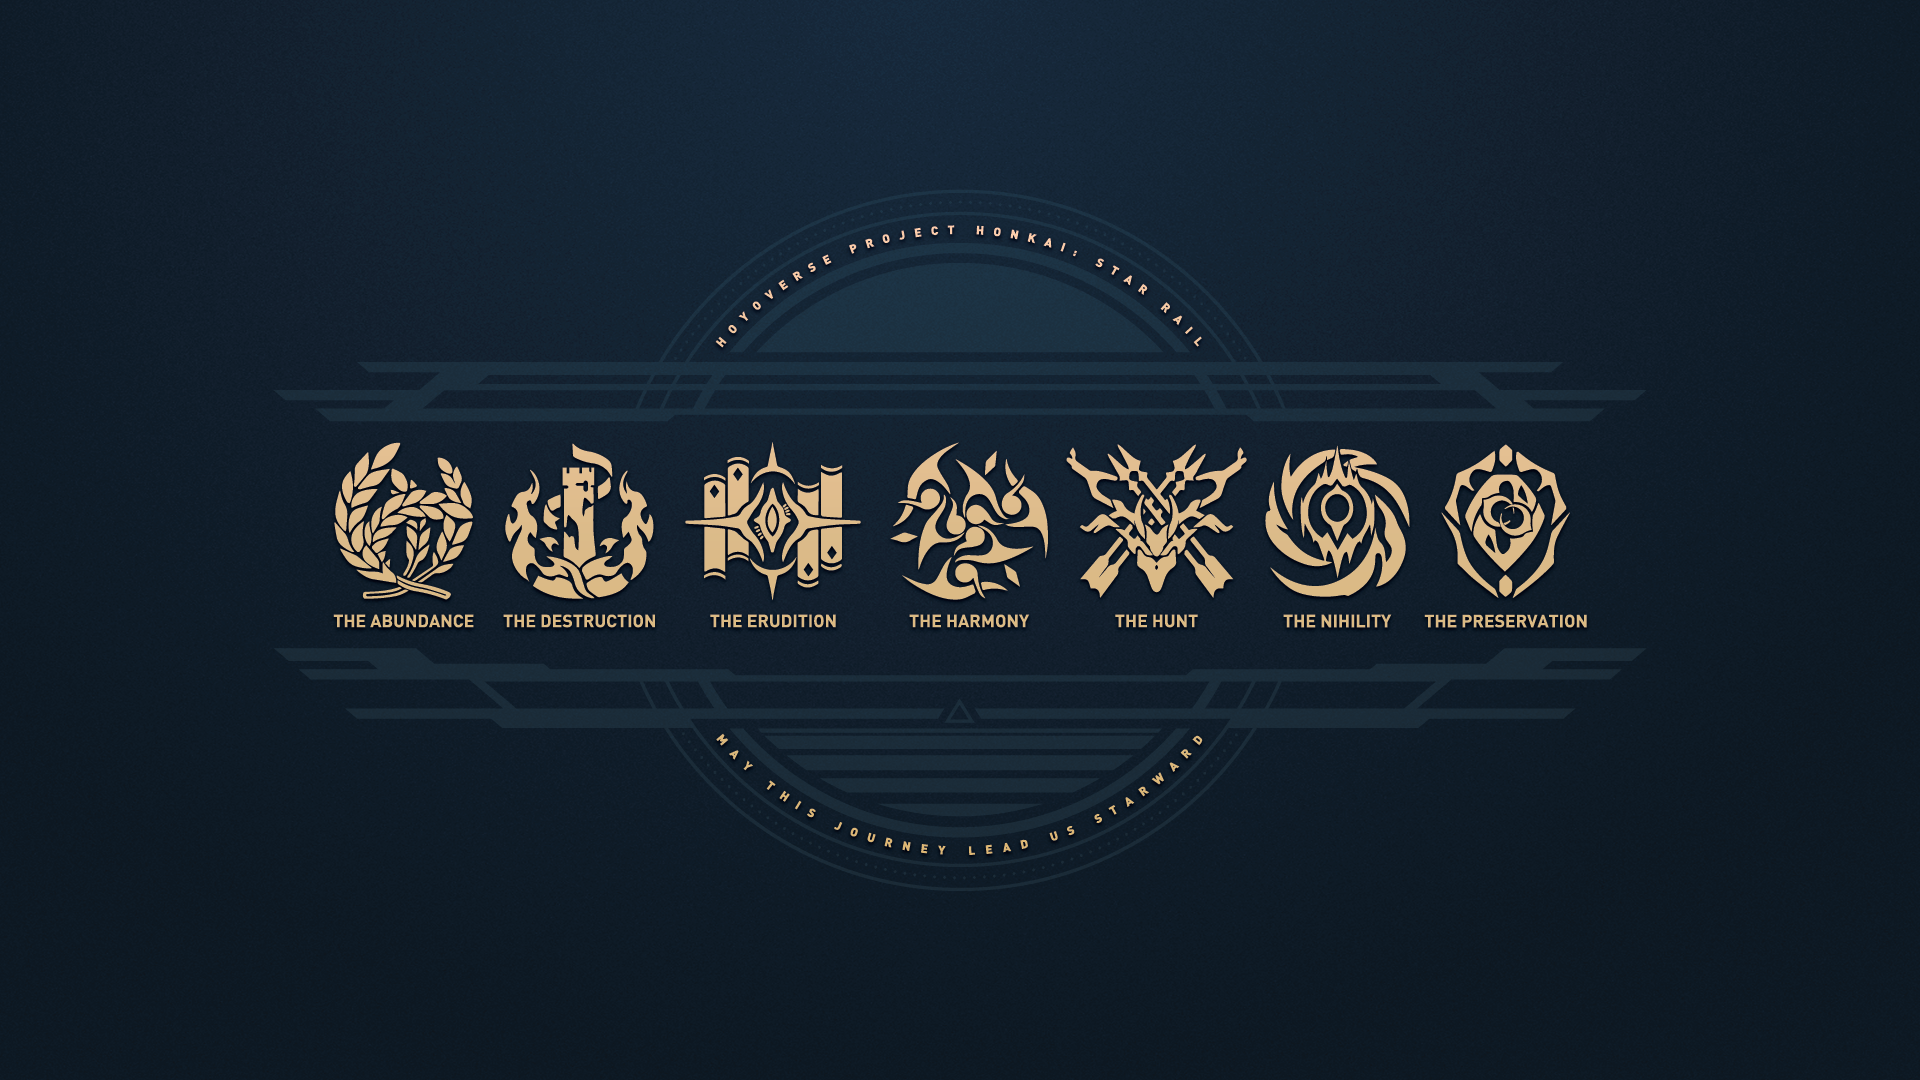 HOYOVERSE PROJECT HONKAI: STAR RAIL
THE ABUNDANCE
THE DESTRUCTION
THE ERUDITION
THE HARMONY
THE HUNT
THE NIHILITY
THE PRESERVATION
MAY THIS JOURNEY LEAD US STARWARD